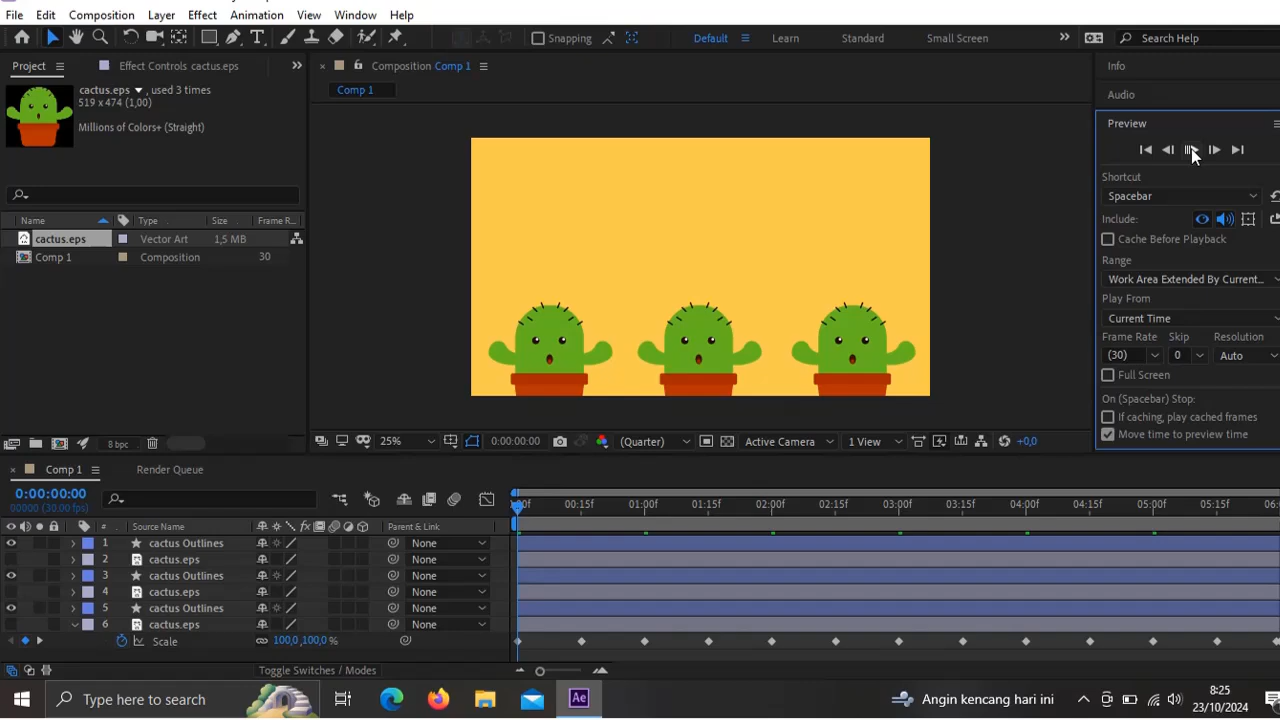 File Edit Composition Layer Effect Animation View Window Help
Snapping Default Learn Standard Small Screen Search Help
Project Effect Controls cactus.eps Composition Comp 1 Info
cactus.eps , used 3 times
519 x 474 (1,00)
Millions of Colors+ (Straight)
Comp 1
Audio
Preview
Shortcut
Spacebar
Include:
Cache Before Playback
Range
Work Area Extended By Current...
Play From
Current Time
Frame Rate Skip Resolution
(30) 0 Auto
Full Screen
On (Spacebar) Stop:
If caching, play cached frames
Move time to preview time
Name Type Size Frame R...
cactus.eps Vector Art 1,5 MB
Comp 1 Composition 30
8 bpc
25% 0:00:00:00 (Quarter) Active Camera 1 View +0,0
Comp 1 Render Queue
0:00:00:00
00000 (30.00 fps)
00:15f 01:00f 01:15f 02:00f 02:15f 03:00f 03:15f 04:00f 04:15f 05:00f 05:15f
# Source Name fx Parent & Link
1 cactus Outlines None
2 cactus.eps None
3 cactus Outlines None
4 cactus.eps None
5 cactus Outlines None
6 cactus.eps None
Scale 100,0,100,0 %
Toggle Switches / Modes
Type here to search Ae Angin kencang hari ini 8:25
23/10/2024